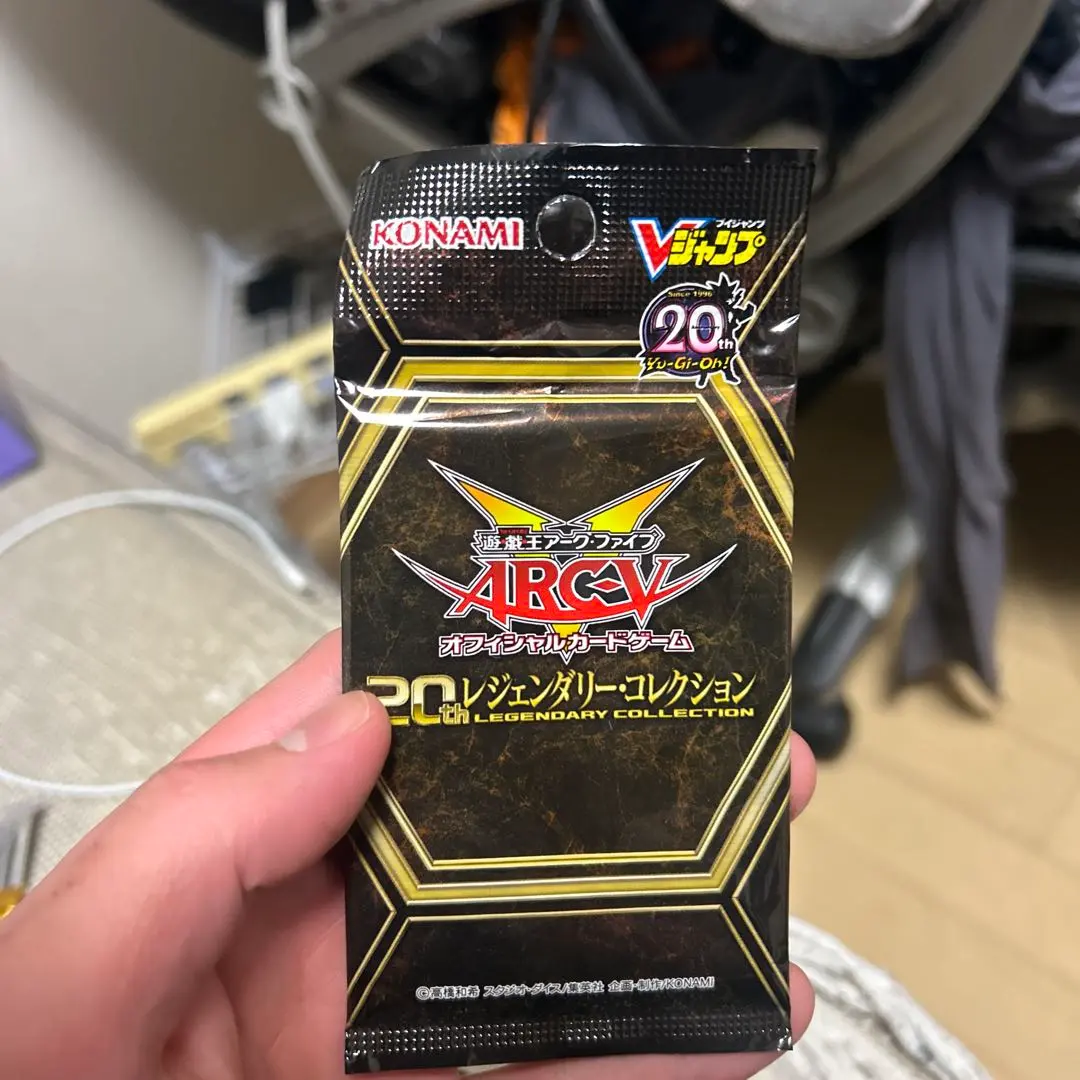 KONAMI
ブイジャンプ
Vジャンプ
Since 1996
20th
Yu-Gi-Oh!
遊戯王アーク・ファイブ
ARC-V
オフィシャルカードゲーム
20th レジェンダリー・コレクション
LEGENDARY COLLECTION
©高橋和希 スタジオ・ダイス/集英社 企画・制作/KONAMI